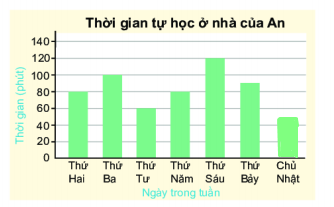 Thời gian tự học ở nhà của An
Thời gian (phút)
140
120
100
80
60
40
20
0
Thứ Hai
Thứ Ba
Thứ Tư
Thứ Năm
Thứ Sáu
Thứ Bảy
Chủ Nhật
Ngày trong tuần